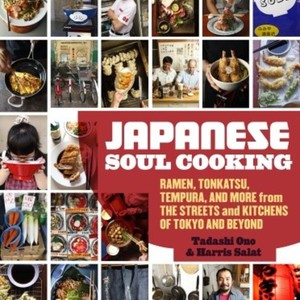 JAPANESE
SOUL COOKING
RAMEN, TONKATSU,
TEMPURA, AND MORE from
THE STREETS and KITCHENS
OF TOKYO AND BEYOND
Tadashi Ono
& Harris Salat